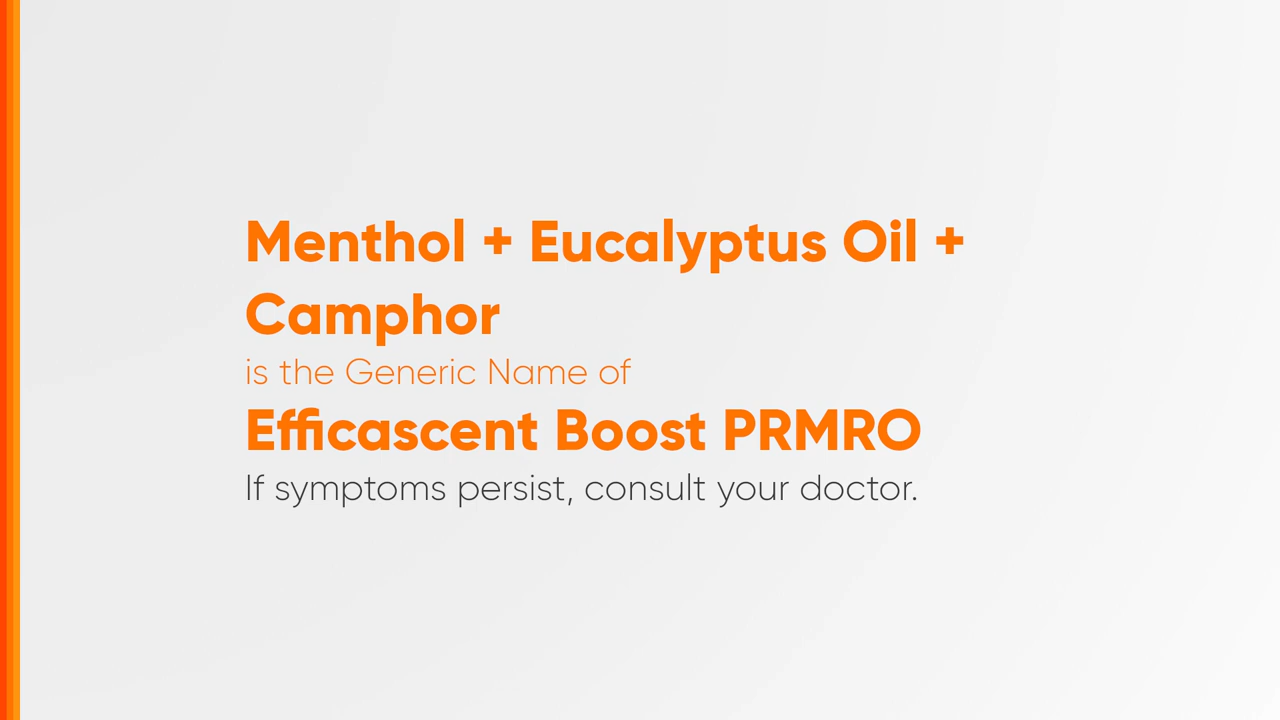 Menthol + Eucalyptus Oil +
Camphor
is the Generic Name of
Efficascent Boost PRMRO
If symptoms persist, consult your doctor.